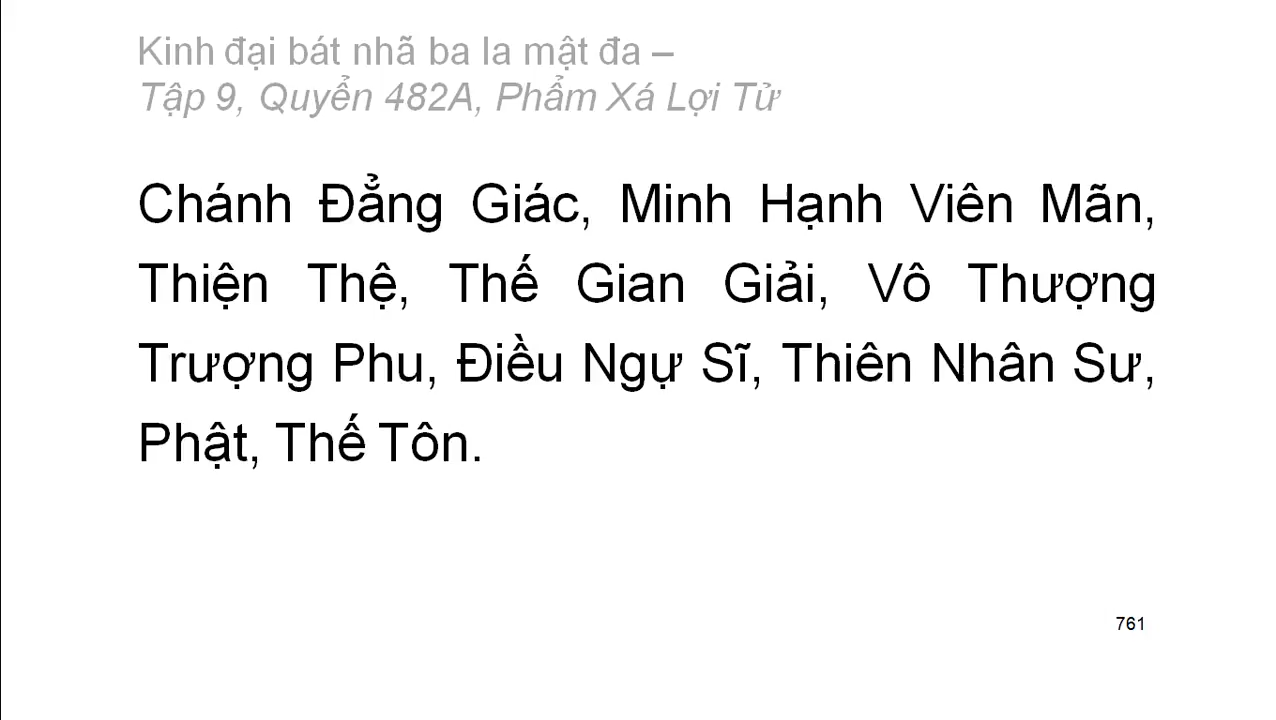 Kinh đại bát nhã ba la mật đa –
Tập 9, Quyển 482A, Phẩm Xá Lợi Tử
Chánh Đẳng Giác, Minh Hạnh Viên Mãn,
Thiện Thệ, Thế Gian Giải, Vô Thượng
Trượng Phu, Điều Ngự Sĩ, Thiên Nhân Sư,
Phật, Thế Tôn.
761